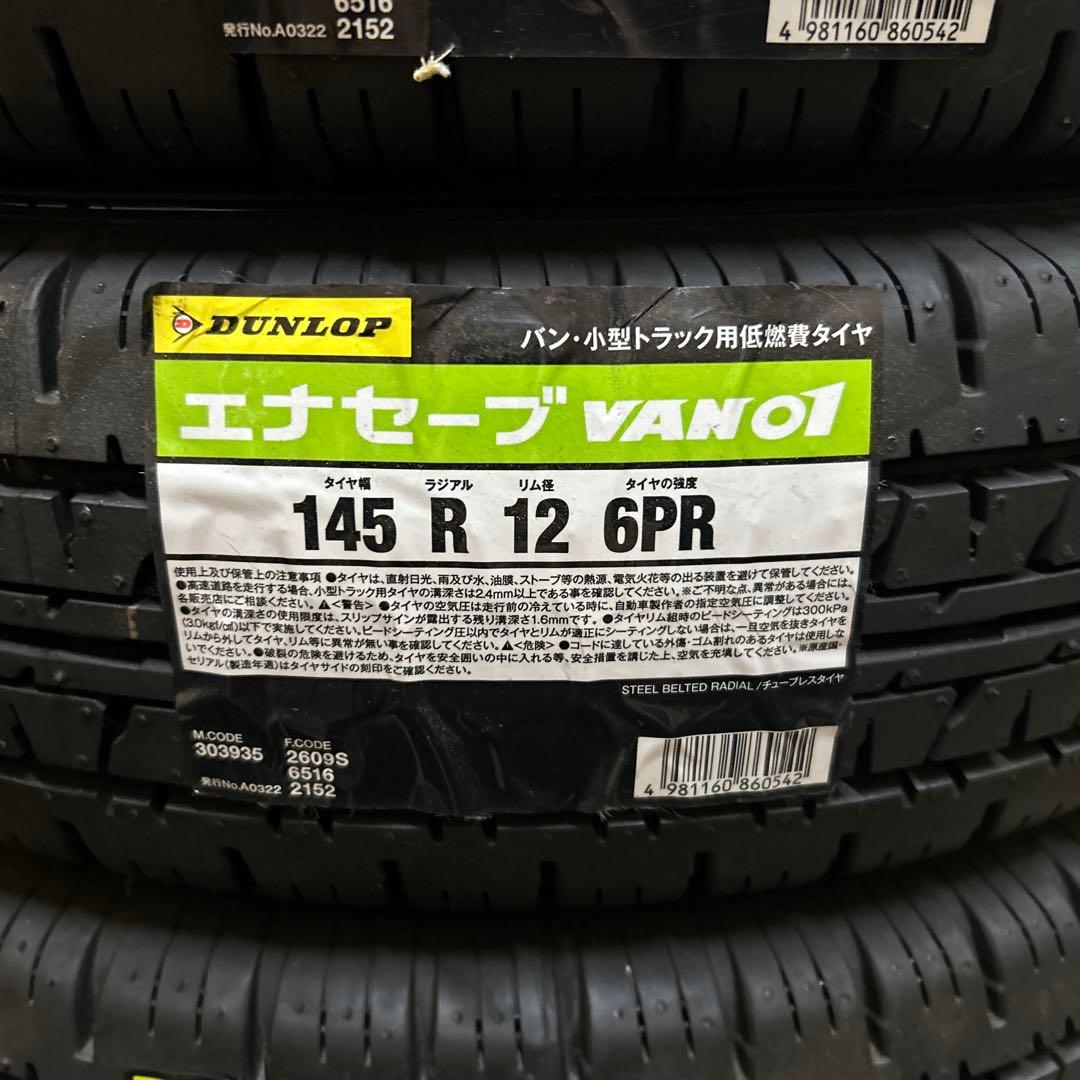 6516
発行No.A0322 2152
4 981160 860542
DUNLOP
バン・小型トラック用低燃費タイヤ
エナセーブ VAN01
タイヤ幅 ラジアル リム径 タイヤの強度
145 R 12 6PR
使用上及び保管上の注意事項 ●タイヤは、直射日光、雨及び水、油膜、ストーブ等の熱源、電気火花等の出る装置を避けて保管してください。
●高速道路を走行する場合、小型トラック用タイヤの溝深さは2.4mm以上である事を確認してください。※ご不明な点、異常がある場合には、
各販売店にご相談ください。⚠<警告> ●タイヤの空気圧は走行前の冷えている時に、自動車製作者の指定空気圧に調整してください。
●タイヤの溝深さの使用限度は、スリップサインが露出する残り溝深さ1.6mmです。●タイヤリム組時のビードシーティングは300kPa
(3.0kgf/㎠)以下で実施してください。ビードシーティング圧以内でタイヤとリムが適正にシーティングしない場合は、一旦空気を抜きタイヤを
リムから外してタイヤ、リム等に異常が無い事を確認してください。⚠<危険> ●コードに達している外傷・ゴム割れのあるタイヤは使用しな
いでください。●破裂の危険を避けるため、タイヤを安全囲いの中に入れる等、安全措置を講じた上、空気を充填してください。※原産国・
セリアル(製造年週)はタイヤサイドの刻印をご確認ください。
STEEL BELTED RADIAL/チューブレスタイヤ
M.CODE F.CODE
303935 2609S
6516
発行No.A0322 2152
4 981160 860542